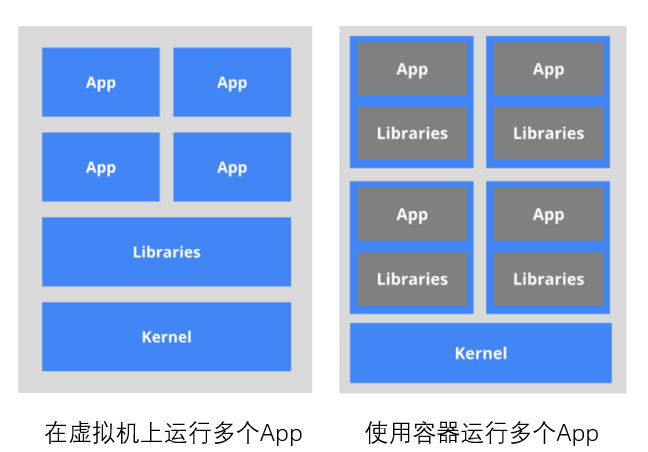 App App
App App
Libraries
Kernel
在虚拟机上运行多个App
App App
Libraries Libraries
App App
Libraries Libraries
Kernel
使用容器运行多个App